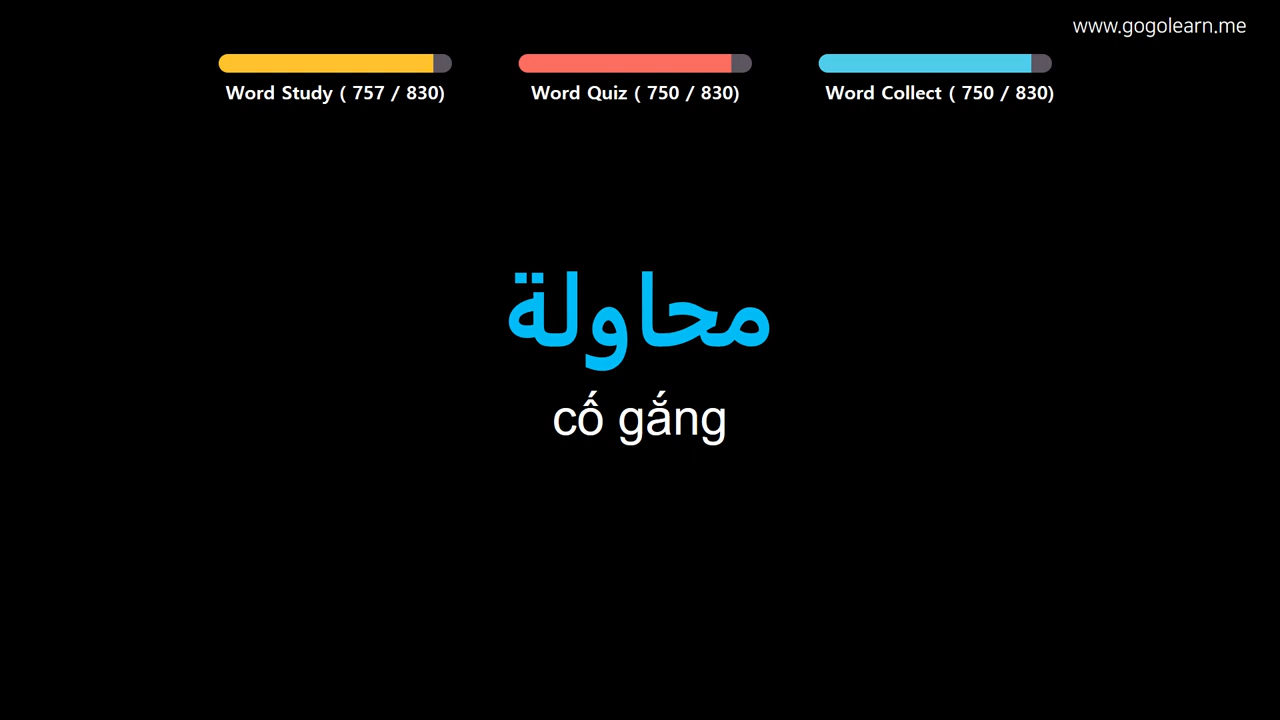 www.gogolearn.me
Word Study ( 757 / 830)
Word Quiz ( 750 / 830)
Word Collect ( 750 / 830)
محاولة
cố gắng